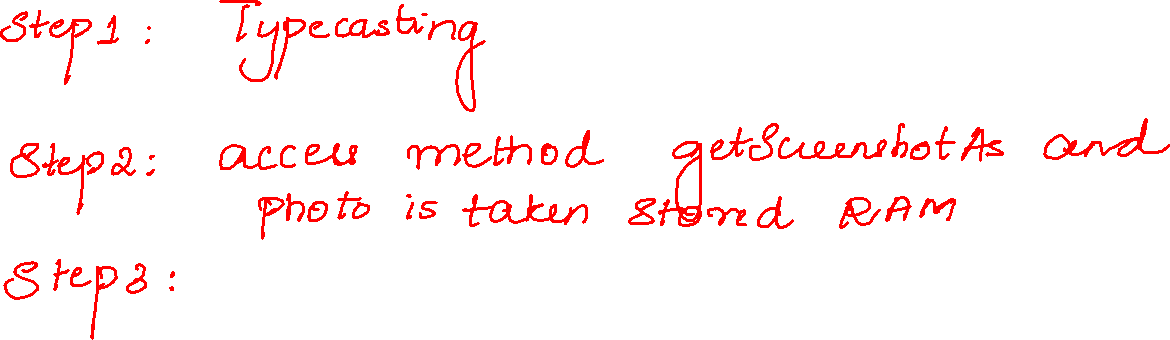 Step1: Typecasting
Step2: access method getScreenshotAs and
photo is taken stored RAM
Step3: